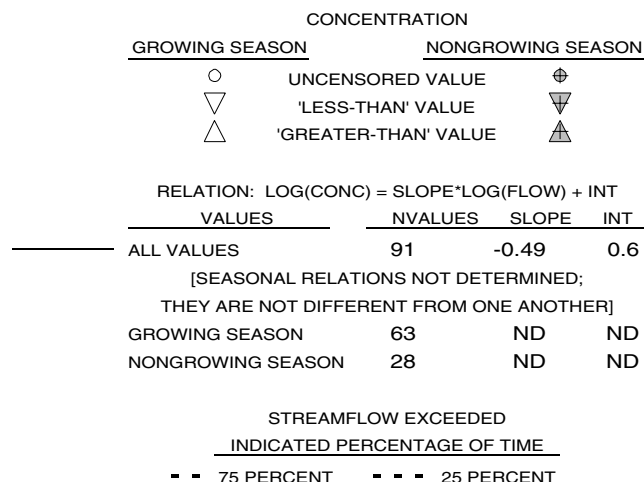 CONCENTRATION
GROWING SEASON NONGROWING SEASON
UNCENSORED VALUE
'LESS-THAN' VALUE
'GREATER-THAN' VALUE
RELATION: LOG(CONC) = SLOPE*LOG(FLOW) + INT
VALUES NVALUES SLOPE INT
ALL VALUES 91 -0.49 0.6
[SEASONAL RELATIONS NOT DETERMINED;
THEY ARE NOT DIFFERENT FROM ONE ANOTHER]
GROWING SEASON 63 ND ND
NONGROWING SEASON 28 ND ND
STREAMFLOW EXCEEDED
INDICATED PERCENTAGE OF TIME
75 PERCENT 25 PERCENT